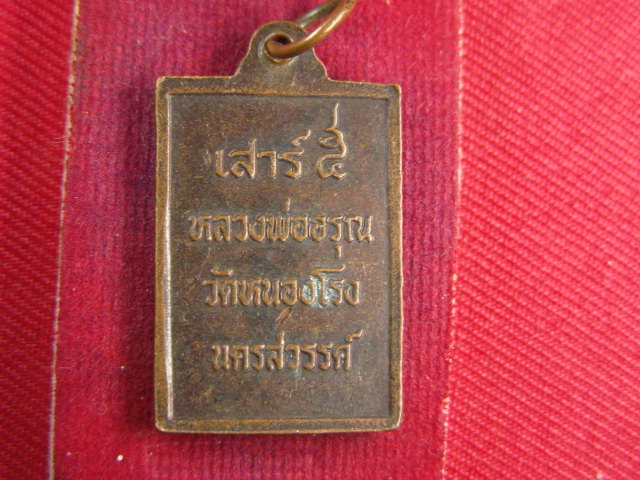 เสาร์ ๕
หลวงพ่ออรุณ
วัดหนองโรง
นครสวรรค์